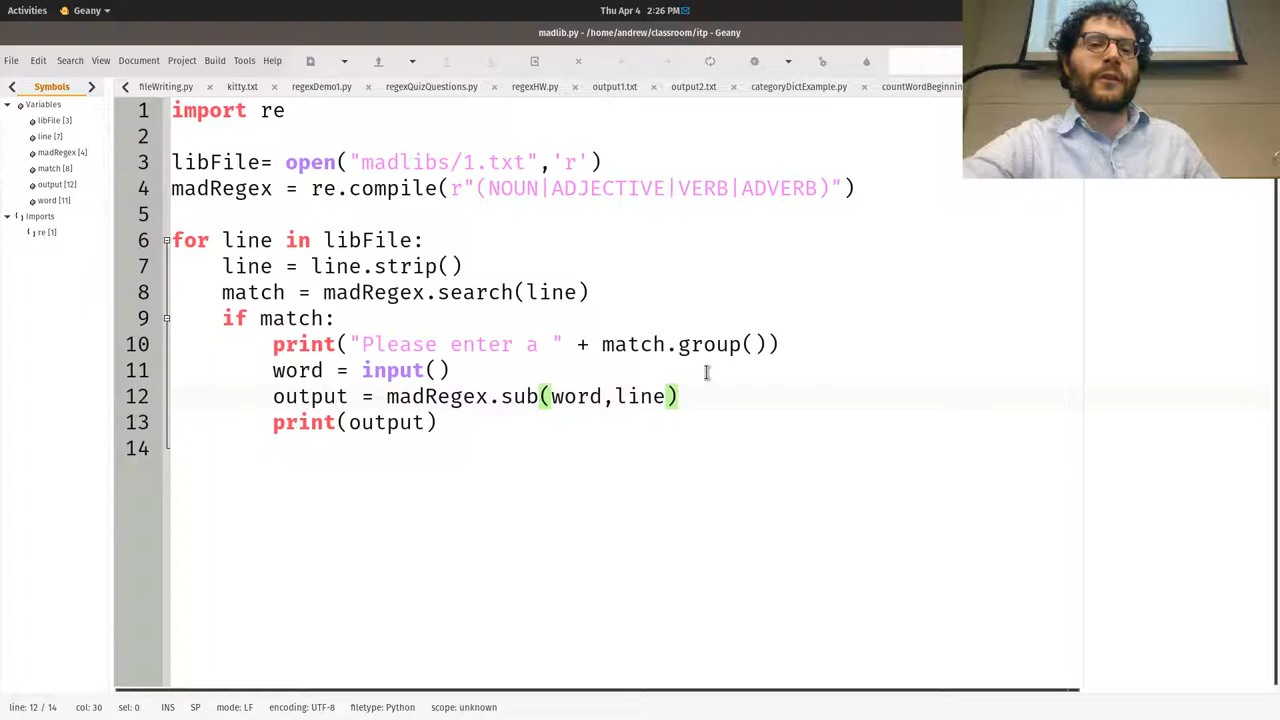 Activities
Geany
Thu Apr 4 2:26 PM
madlib.py - /home/andrew/classroom/itp - Geany
File Edit Search View Document Project Build Tools Help
Symbols
fileWriting.py kitty.txt regexDemo1.py regexQuizQuestions.py regexHW.py output1.txt output2.txt categoryDictExample.py countWordBeginnin
Variables
libFile [3]
line [7]
madRegex [4]
match [8]
output [12]
word [11]
Imports
re [1]
1 import re
2
3 libFile= open("madlibs/1.txt",'r')
4 madRegex = re.compile(r"(NOUN|ADJECTIVE|VERB|ADVERB)")
5
6 for line in libFile:
7 line = line.strip()
8 match = madRegex.search(line)
9 if match:
10 print("Please enter a " + match.group())
11 word = input()
12 output = madRegex.sub(word,line)
13 print(output)
14
line: 12 / 14 col: 30 sel: 0 INS SP mode: LF encoding: UTF-8 filetype: Python scope: unknown